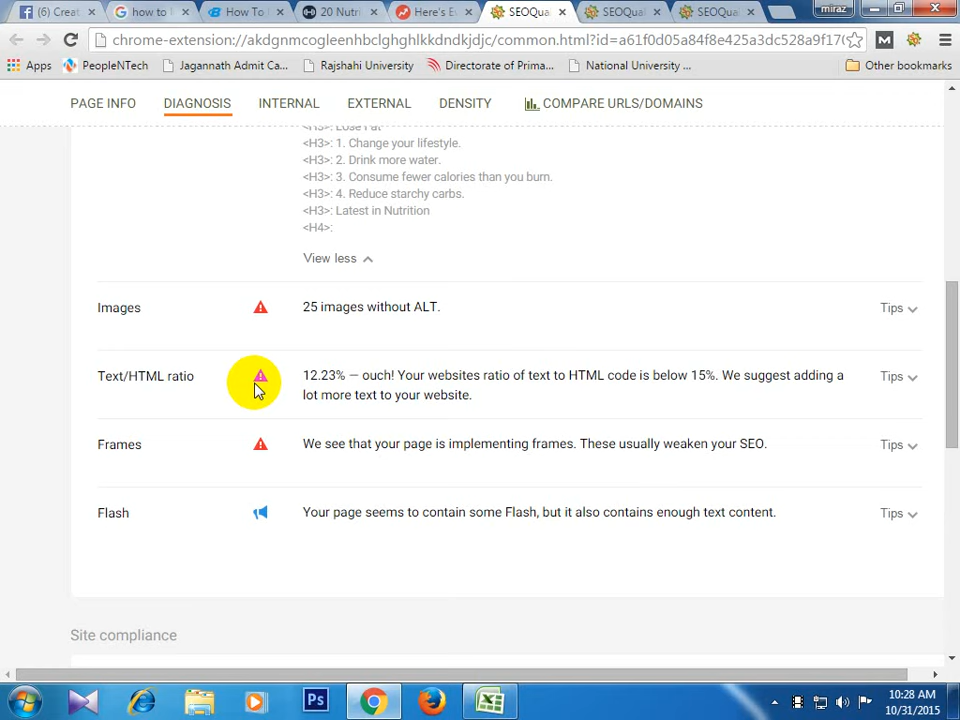 (5) Creat
how to
How To
20 Nutri
Here's Ev
SEOQua
SEOQual
SEOQua
miraz
chrome-extension://akdgnmcogleenhbclghghlkkdndkjdjc/common.html?id=a61f0d05a84f8e425a3dc528a9f17(
Apps
PeopleNTech
Jagannath Admit Ca...
Rajshahi University
Directorate of Prima...
National University ...
Other bookmarks
PAGE INFO
DIAGNOSIS
INTERNAL
EXTERNAL
DENSITY
COMPARE URLS/DOMAINS
<H3>: Lose Fat
<H3>: 1. Change your lifestyle.
<H3>: 2. Drink more water.
<H3>: 3. Consume fewer calories than you burn.
<H3>: 4. Reduce starchy carbs.
<H3>: Latest in Nutrition
<H4>:
View less
Images
25 images without ALT.
Tips
Text/HTML ratio
12.23% — ouch! Your websites ratio of text to HTML code is below 15%. We suggest adding a
lot more text to your website.
Tips
Frames
We see that your page is implementing frames. These usually weaken your SEO.
Tips
Flash
Your page seems to contain some Flash, but it also contains enough text content.
Tips
Site compliance
Ps
10:28 AM
10/31/2015